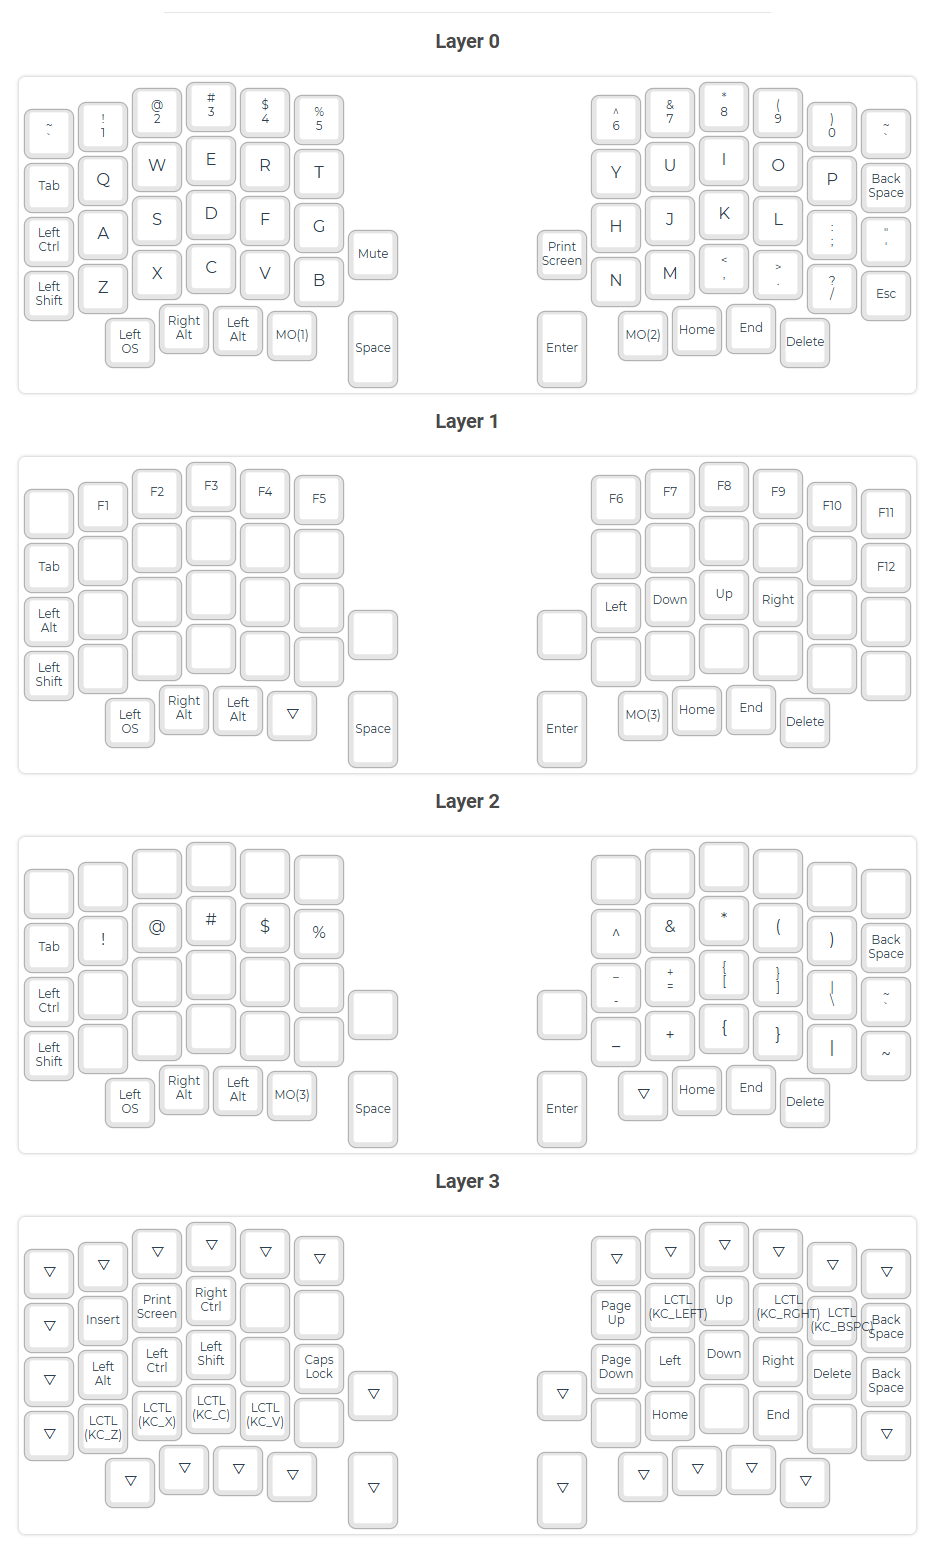 Layer 0
~ ! @ # $ % ^ & * ( ) ~
` 1 2 3 4 5 6 7 8 9 0 `
Tab Q W E R T Y U I O P Back Space
Left Ctrl A S D F G H J K L : ; " '
Mute Print Screen
Left Shift Z X C V B N M < , > . ? / Esc
Left OS Right Alt Left Alt MO(1) Space Enter MO(2) Home End Delete
Layer 1
F1 F2 F3 F4 F5 F6 F7 F8 F9 F10 F11
Tab F12
Left Alt Left Down Up Right
Left Shift
Left OS Right Alt Left Alt ▽ Space Enter MO(3) Home End Delete
Layer 2
Tab ! @ # $ % ^ & * ( ) Back Space
Left Ctrl _ - + = { [ } ] | \ ~ `
Left Shift _ + { } | ~
Left OS Right Alt Left Alt MO(3) Space Enter ▽ Home End Delete
Layer 3
▽ ▽ ▽ ▽ ▽ ▽ ▽ ▽ ▽ ▽ ▽ ▽
▽ Insert Print Screen Right Ctrl Page Up LCTL (KC_LEFT) Up LCTL (KC_RGHT) LCTL (KC_BSPC) Back Space
▽ Left Alt Left Ctrl Left Shift Caps Lock Page Down Left Down Right Delete Back Space
▽ ▽
▽ LCTL (KC_Z) LCTL (KC_X) LCTL (KC_C) LCTL (KC_V) Home End ▽
▽ ▽ ▽ ▽ ▽ ▽ ▽ ▽ ▽ ▽